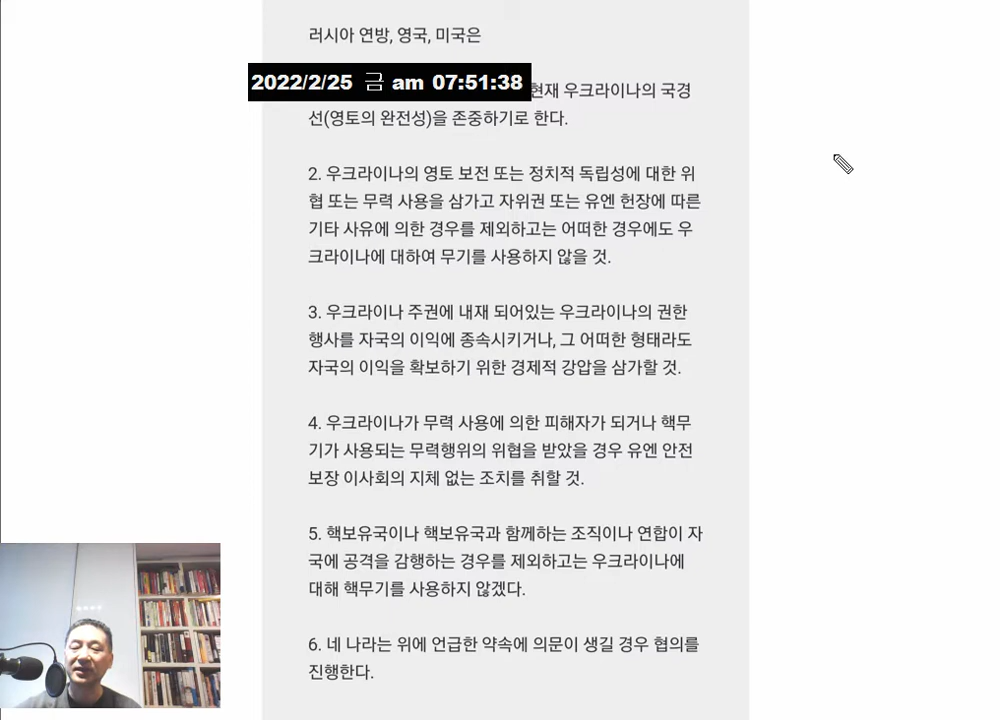 러시아 연방, 영국, 미국은
2022/2/25 금 am 07:51:38
현재 우크라이나의 국경
선(영토의 완전성)을 존중하기로 한다.
2. 우크라이나의 영토 보전 또는 정치적 독립성에 대한 위
협 또는 무력 사용을 삼가고 자위권 또는 유엔 헌장에 따른
기타 사유에 의한 경우를 제외하고는 어떠한 경우에도 우
크라이나에 대하여 무기를 사용하지 않을 것.
3. 우크라이나 주권에 내재 되어있는 우크라이나의 권한
행사를 자국의 이익에 종속시키거나, 그 어떠한 형태라도
자국의 이익을 확보하기 위한 경제적 강압을 삼가할 것.
4. 우크라이나가 무력 사용에 의한 피해자가 되거나 핵무
기가 사용되는 무력행위의 위협을 받았을 경우 유엔 안전
보장 이사회의 지체 없는 조치를 취할 것.
5. 핵보유국이나 핵보유국과 함께하는 조직이나 연합이 자
국에 공격을 감행하는 경우를 제외하고는 우크라이나에
대해 핵무기를 사용하지 않겠다.
6. 네 나라는 위에 언급한 약속에 의문이 생길 경우 협의를
진행한다.